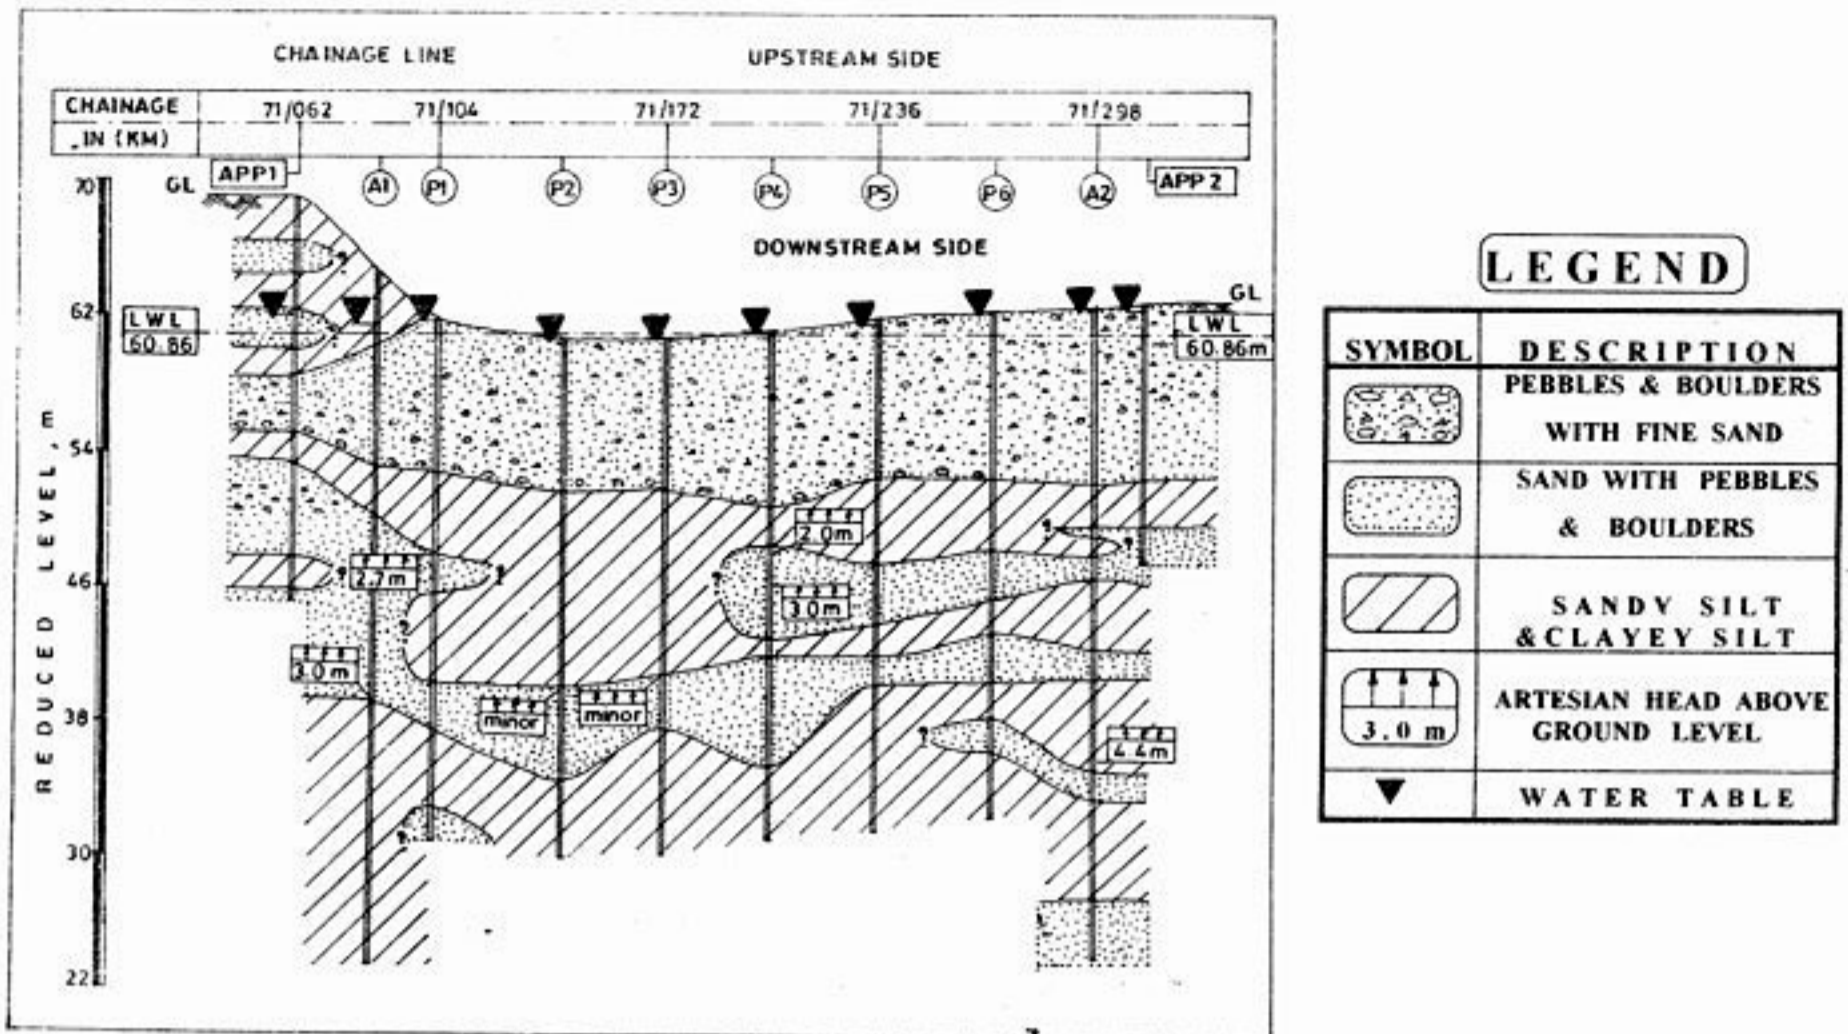 CHAINAGE LINE UPSTREAM SIDE
CHAINAGE 71/062 71/104 71/172 71/236 71/298
IN (KM)
70 GL APP1 A1 P1 P2 P3 P4 P5 P6 A2 APP 2
DOWNSTREAM SIDE
GL
62
LWL
60.86
LWL
60.86m
REDUCED LEVEL, m
54
2.0m
46
2.7m
3.0m
3.0 m
38
minor
minor
4.4m
30
22
? ? ? ? ? ? ? ? ? ?
LEGEND
SYMBOL DESCRIPTION
PEBBLES & BOULDERS
WITH FINE SAND
SAND WITH PEBBLES
& BOULDERS
SANDY SILT
& CLAYEY SILT
3.0 m
ARTESIAN HEAD ABOVE
GROUND LEVEL
WATER TABLE